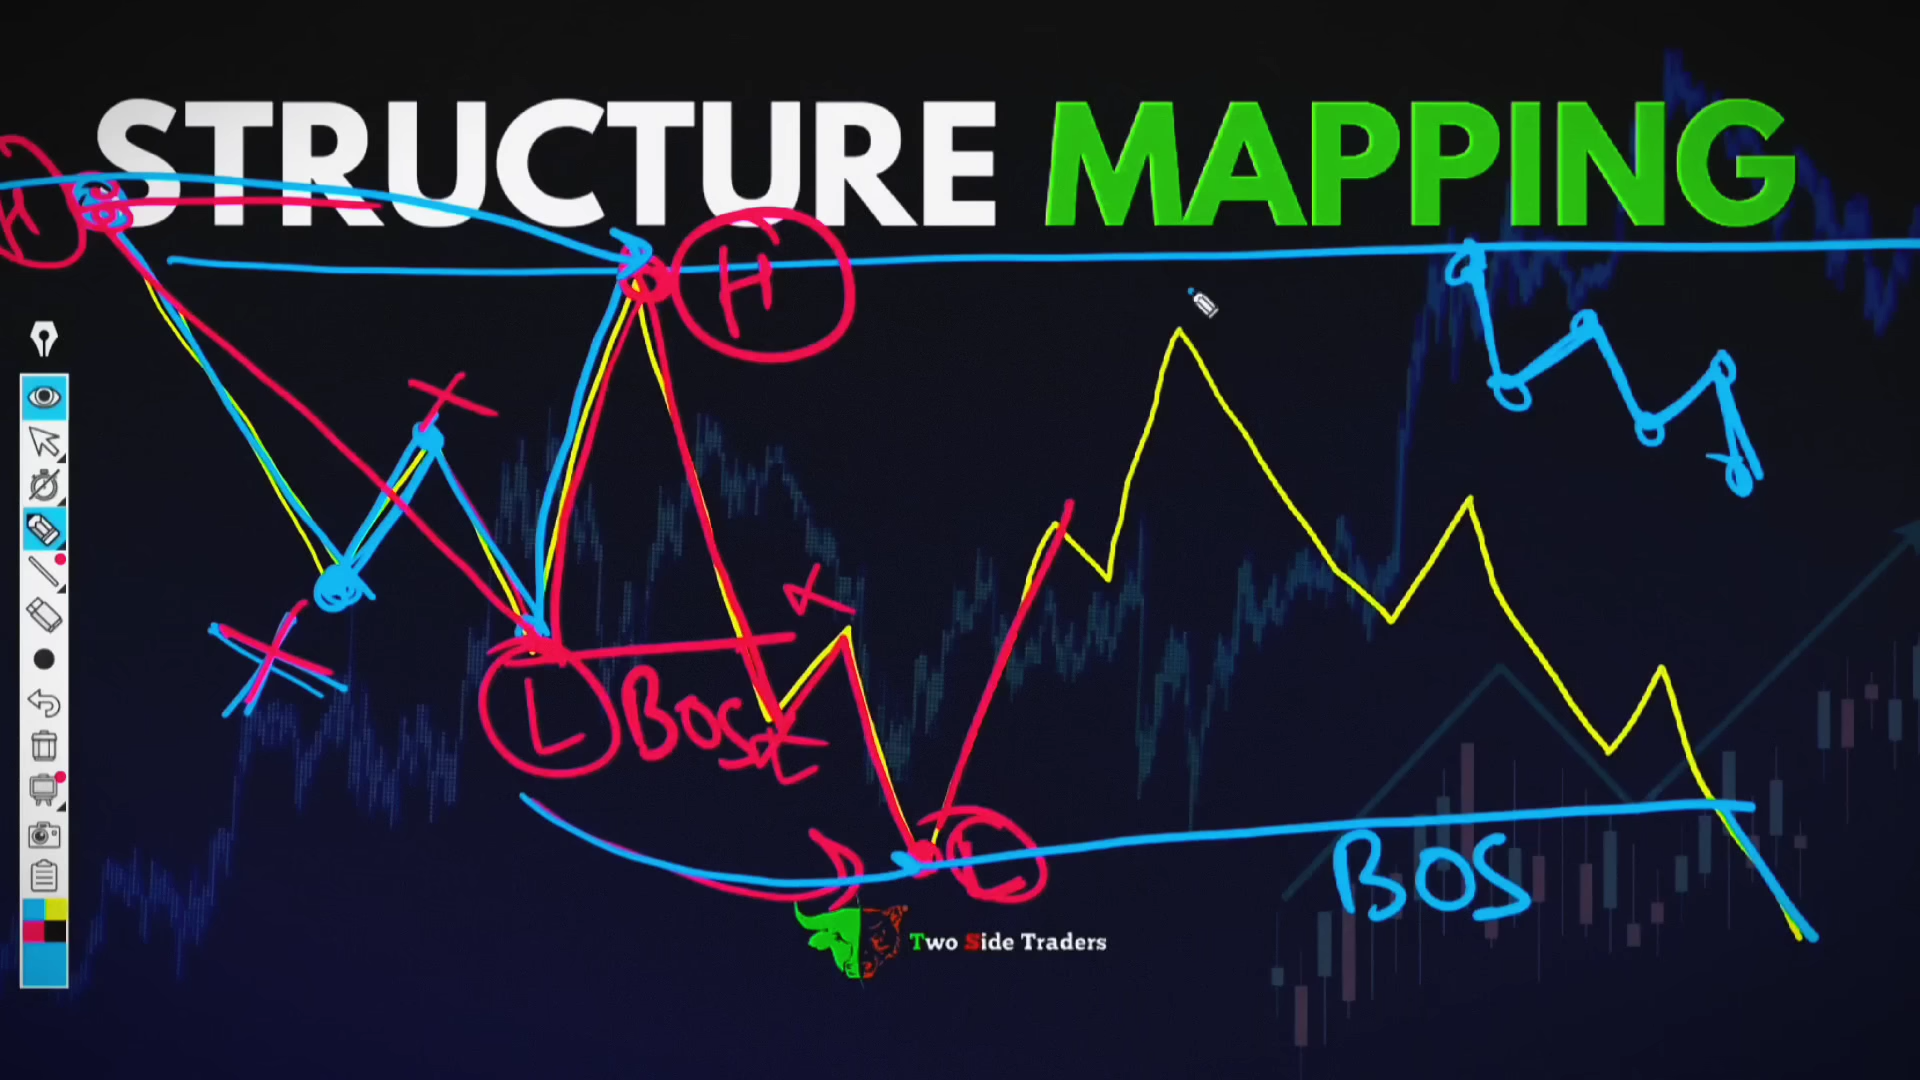 STRUCTURE MAPPING
H
H
L
BOS
L
BOS
Two Side Traders